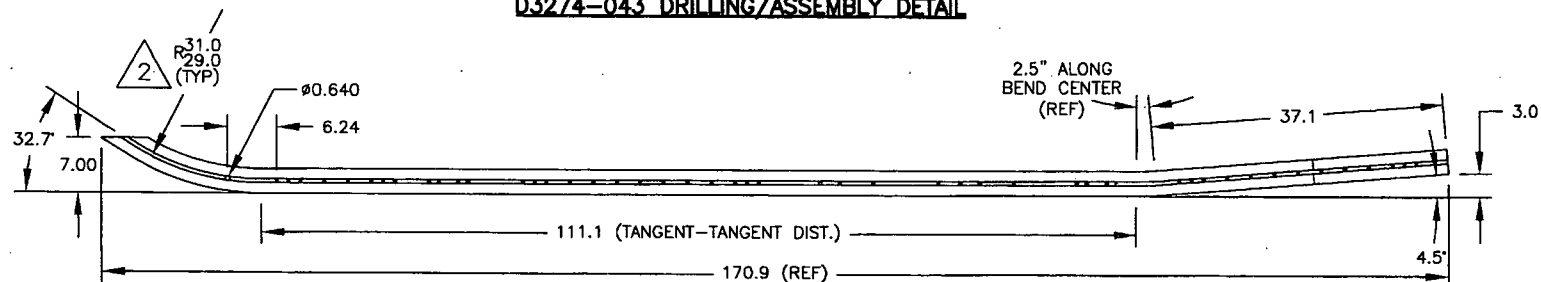 D3274-043 DRILLING/ASSEMBLY DETAIL
2
R31.0
29.0
(TYP)
ø0.640
6.24
32.7°
7.00
2.5" ALONG
BEND CENTER
(REF)
37.1
3.0
111.1 (TANGENT-TANGENT DIST.)
170.9 (REF)
4.5°